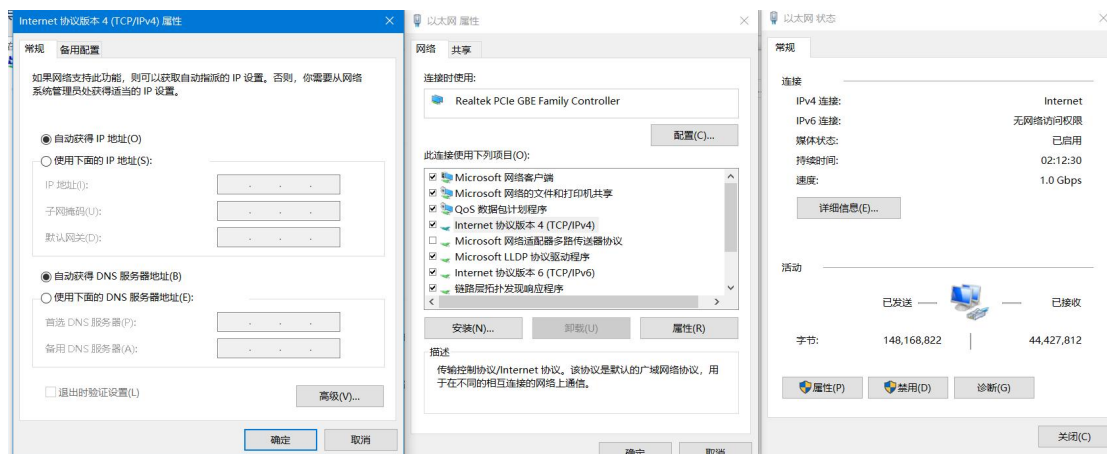 Internet 协议版本 4 (TCP/IPv4) 属性
常规 备用配置
如果网络支持此功能，则可以获取自动指派的 IP 设置。否则，你需要从网络
系统管理员处获得适当的 IP 设置。
自动获得 IP 地址(O)
使用下面的 IP 地址(S):
IP 地址(I):
子网掩码(U):
默认网关(D):
自动获得 DNS 服务器地址(B)
使用下面的 DNS 服务器地址(E):
首选 DNS 服务器(P):
备用 DNS 服务器(A):
退出时验证设置(L)
高级(V)...
确定 取消
以太网 属性
网络 共享
连接时使用:
Realtek PCIe GBE Family Controller
配置(C)...
此连接使用下列项目(O):
Microsoft 网络客户端
Microsoft 网络的文件和打印机共享
QoS 数据包计划程序
Internet 协议版本 4 (TCP/IPv4)
Microsoft 网络适配器多路传送器协议
Microsoft LLDP 协议驱动程序
Internet 协议版本 6 (TCP/IPv6)
链路层拓扑发现响应程序
安装(N)... 卸载(U) 属性(R)
描述
传输控制协议/Internet 协议。该协议是默认的广域网络协议，用
于在不同的相互连接的网络上通信。
确定 取消
以太网 状态
常规
连接
IPv4 连接: Internet
IPv6 连接: 无网络访问权限
媒体状态: 已启用
持续时间: 02:12:30
速度: 1.0 Gbps
详细信息(E)...
活动
已发送 已接收
字节: 148,168,822 44,427,812
属性(P) 禁用(D) 诊断(G)
关闭(C)